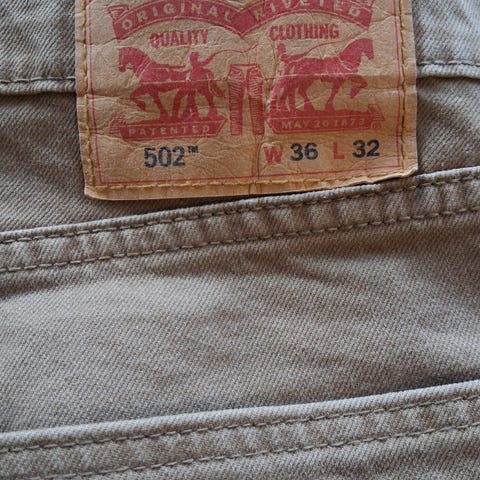 ORIGINAL RIVETED
QUALITY CLOTHING
PATENTED MAY 20 1873
502™ W 36 L 32